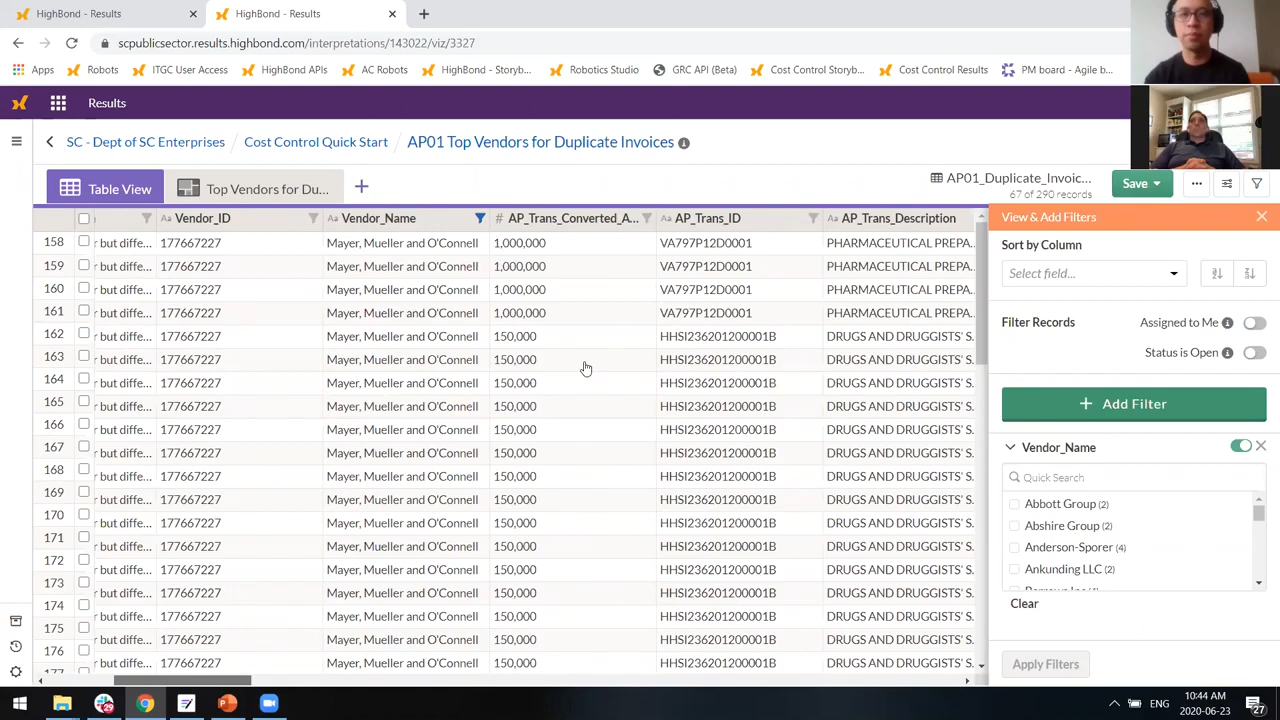 HighBond - Results
HighBond - Results
scpublicsector.results.highbond.com/interpretations/143022/viz/3327
Apps Robots ITGC User Access HighBond APIs AC Robots HighBond - Storyb... Robotics Studio GRC API (Beta) Cost Control Storyb... Cost Control Results PM board - Agile b...
Results
SC - Dept of SC Enterprises Cost Control Quick Start AP01 Top Vendors for Duplicate Invoices
Table View Top Vendors for Du...
AP01_Duplicate_Invoic...
67 of 290 records
Save
Vendor_ID Vendor_Name # AP_Trans_Converted_A... AP_Trans_ID AP_Trans_Description
158 r but diffe... 177667227 Mayer, Mueller and O'Connell 1,000,000 VA797P12D0001 PHARMACEUTICAL PREPA...
159 r but diffe... 177667227 Mayer, Mueller and O'Connell 1,000,000 VA797P12D0001 PHARMACEUTICAL PREPA...
160 r but diffe... 177667227 Mayer, Mueller and O'Connell 1,000,000 VA797P12D0001 PHARMACEUTICAL PREPA...
161 r but diffe... 177667227 Mayer, Mueller and O'Connell 1,000,000 VA797P12D0001 PHARMACEUTICAL PREPA...
162 r but diffe... 177667227 Mayer, Mueller and O'Connell 150,000 HHSI236201200001B DRUGS AND DRUGGISTS' S...
163 r but diffe... 177667227 Mayer, Mueller and O'Connell 150,000 HHSI236201200001B DRUGS AND DRUGGISTS' S...
164 r but diffe... 177667227 Mayer, Mueller and O'Connell 150,000 HHSI236201200001B DRUGS AND DRUGGISTS' S...
165 r but diffe... 177667227 Mayer, Mueller and O'Connell 150,000 HHSI236201200001B DRUGS AND DRUGGISTS' S...
166 r but diffe... 177667227 Mayer, Mueller and O'Connell 150,000 HHSI236201200001B DRUGS AND DRUGGISTS' S...
167 r but diffe... 177667227 Mayer, Mueller and O'Connell 150,000 HHSI236201200001B DRUGS AND DRUGGISTS' S...
168 r but diffe... 177667227 Mayer, Mueller and O'Connell 150,000 HHSI236201200001B DRUGS AND DRUGGISTS' S...
169 r but diffe... 177667227 Mayer, Mueller and O'Connell 150,000 HHSI236201200001B DRUGS AND DRUGGISTS' S...
170 r but diffe... 177667227 Mayer, Mueller and O'Connell 150,000 HHSI236201200001B DRUGS AND DRUGGISTS' S...
171 r but diffe... 177667227 Mayer, Mueller and O'Connell 150,000 HHSI236201200001B DRUGS AND DRUGGISTS' S...
172 r but diffe... 177667227 Mayer, Mueller and O'Connell 150,000 HHSI236201200001B DRUGS AND DRUGGISTS' S...
173 r but diffe... 177667227 Mayer, Mueller and O'Connell 150,000 HHSI236201200001B DRUGS AND DRUGGISTS' S...
174 r but diffe... 177667227 Mayer, Mueller and O'Connell 150,000 HHSI236201200001B DRUGS AND DRUGGISTS' S...
175 r but diffe... 177667227 Mayer, Mueller and O'Connell 150,000 HHSI236201200001B DRUGS AND DRUGGISTS' S...
176 r but diffe... 177667227 Mayer, Mueller and O'Connell 150,000 HHSI236201200001B DRUGS AND DRUGGISTS' S...
View & Add Filters
Sort by Column
Select field...
Filter Records Assigned to Me
Status is Open
+ Add Filter
Vendor_Name
Quick Search
Abbott Group (2)
Abshire Group (2)
Anderson-Sporer (4)
Ankunding LLC (2)
Clear
Apply Filters
ENG
10:44 AM
2020-06-23
27